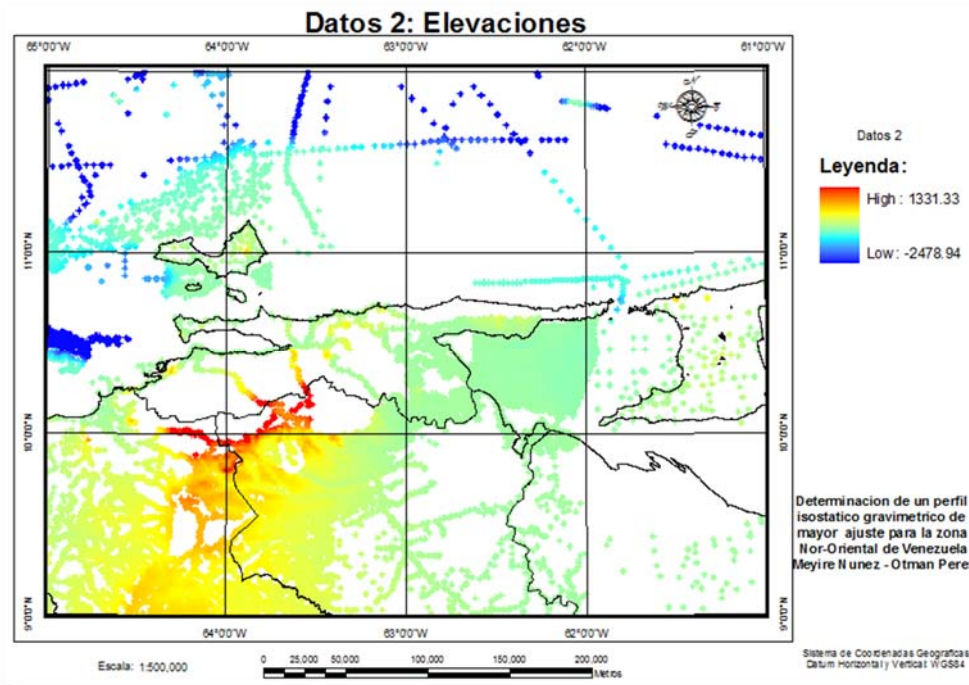 Datos 2: Elevaciones
65°0'0"W 64°0'0"W 63°0'0"W 62°0'0"W 61°0'0"W
11°0'0"N 11°0'0"N
10°0'0"N 10°0'0"N
9°0'0"N 9°0'0"N
64°0'0"W 63°0'0"W 62°0'0"W
Datos 2
Leyenda:
High : 1331.33
Low : -2478.94
Determinacion de un perfil
isostatico gravimetrico de
mayor ajuste para la zona
Nor-Oriental de Venezuela
Meyire Nunez - Otman Pere
Escala: 1:500,000
0 25.000 50.000 100.000 150.000 200.000
Metros
Sistema de Coordenadas Geograficas
Datum Horizontal y Vertical: WGS84